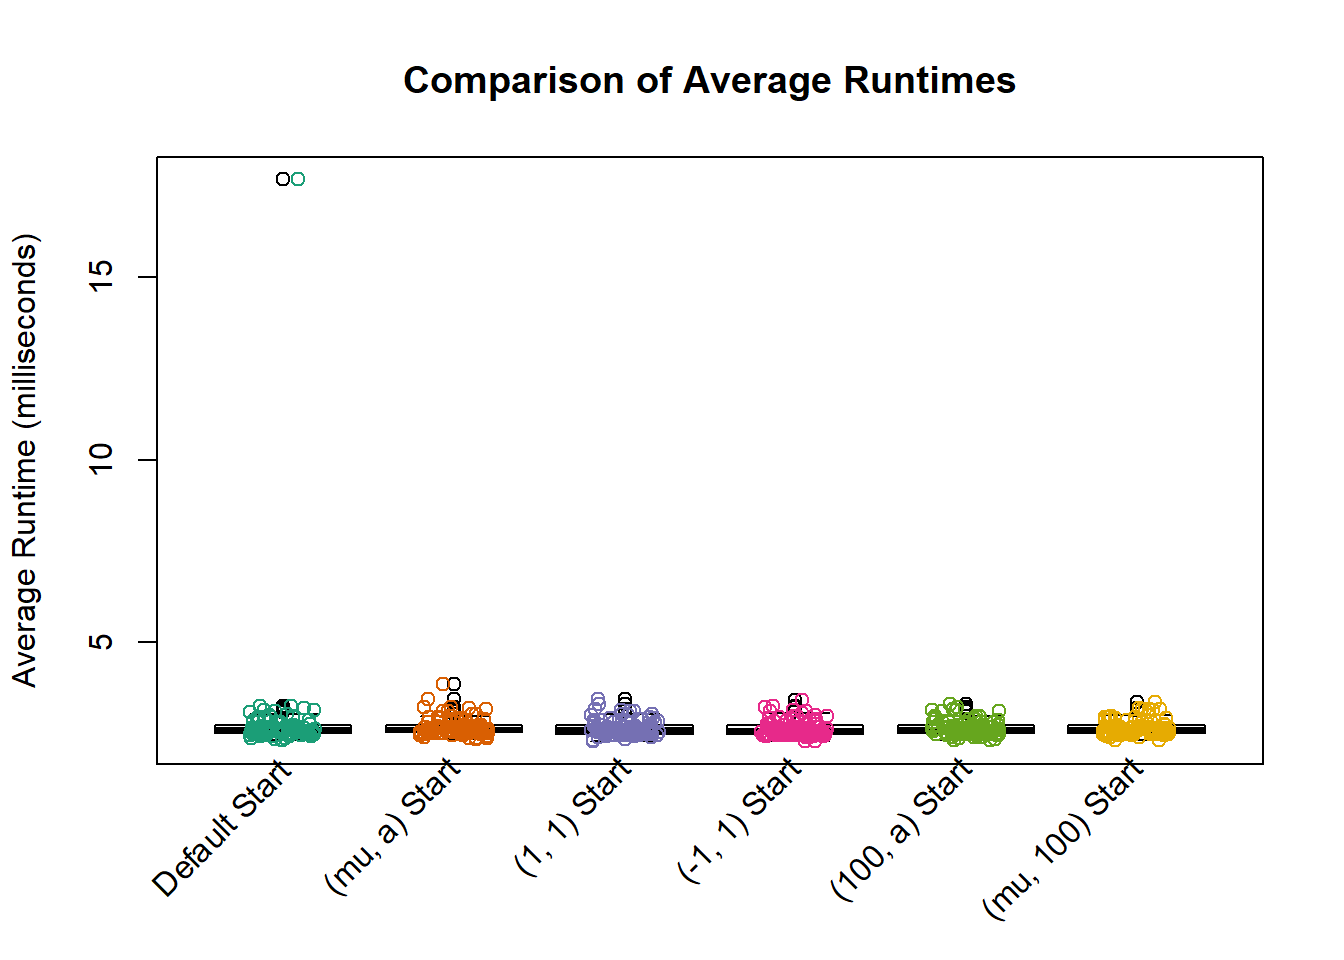 Comparison of Average Runtimes
Average Runtime (milliseconds)
15
10
5
Default Start
(mu, a) Start
(1, 1) Start
(-1, 1) Start
(100, a) Start
(mu, 100) Start